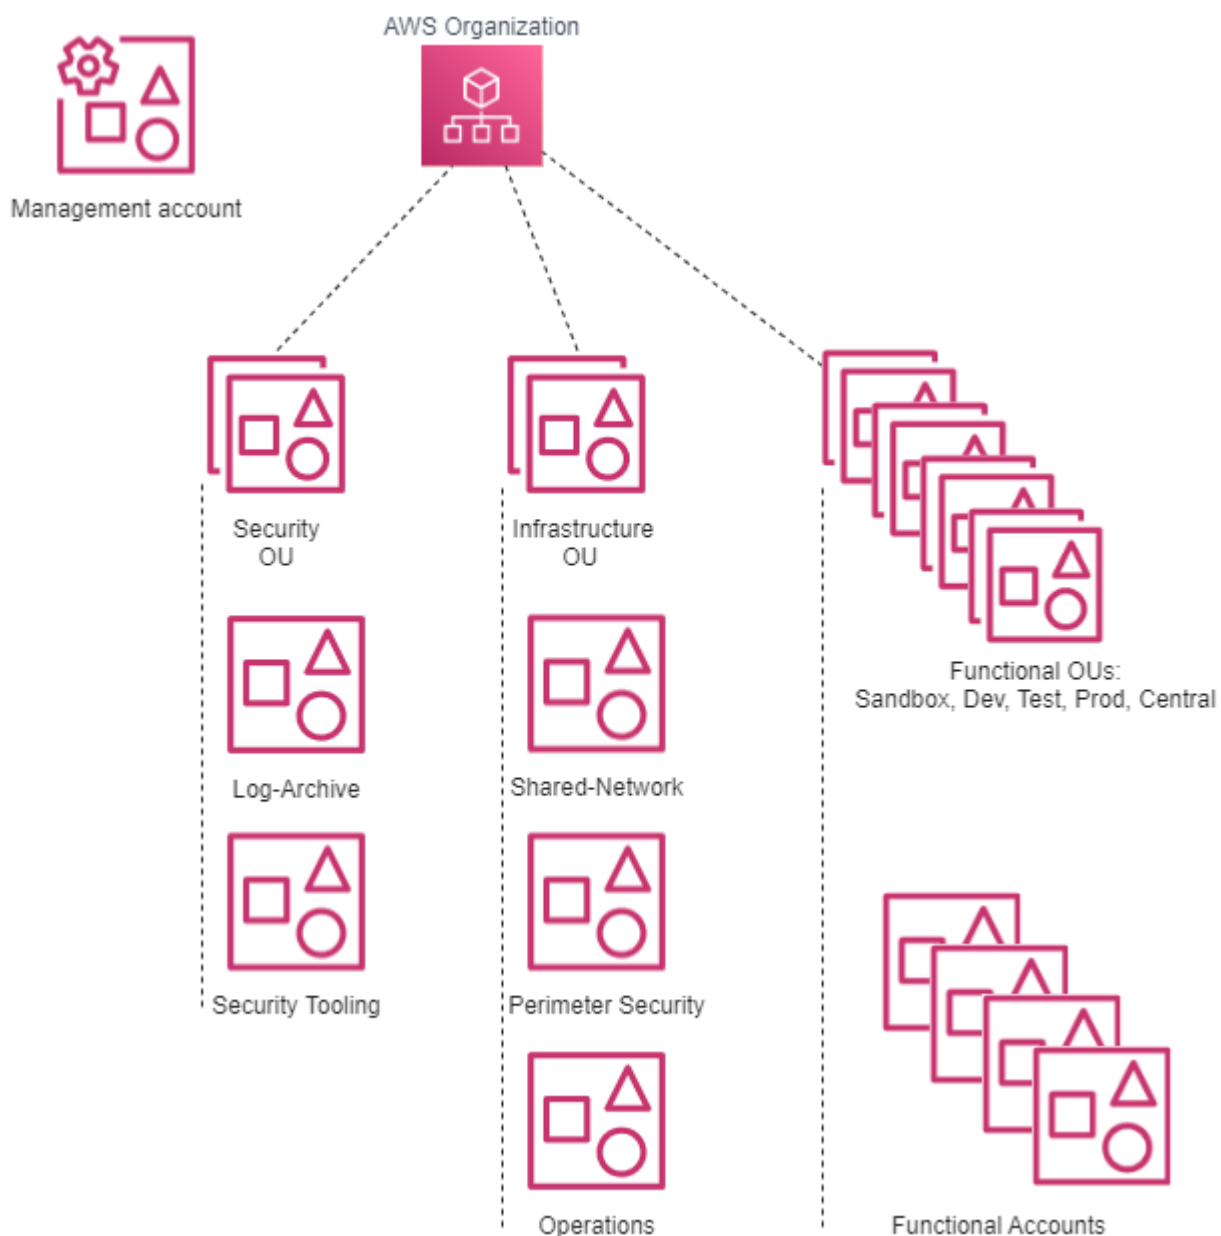 AWS Organization
Management account
Security
OU
Infrastructure
OU
Functional OUs:
Sandbox, Dev, Test, Prod, Central
Log-Archive
Shared-Network
Security Tooling
Perimeter Security
Operations
Functional Accounts